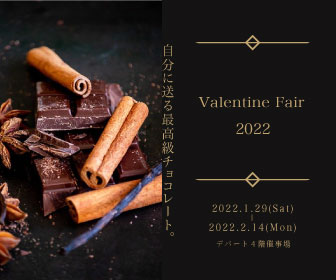 自分に送る最高級チョコレート。
Valentine Fair
2022
2022.1.29(Sat)
|
2022.2.14(Mon)
デパート4階催事場